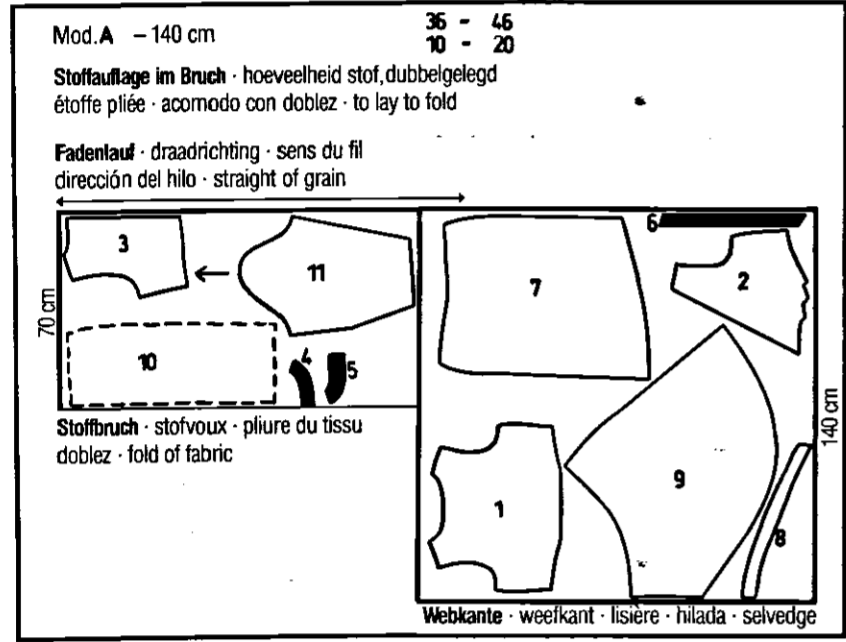 Mod.A - 140 cm
36 - 46
10 - 20
Stoffauflage im Bruch · hoeveelheid stof, dubbelgelegd
étoffe pliée · acomodo con doblez · to lay to fold
Fadenlauf · draadrichting · sens du fil
dirección del hilo · straight of grain
3
11
7
6
2
70 cm
10
4
5
Stoffbruch · stofvoux · pliure du tissu
doblez · fold of fabric
1
9
8
140 cm
Webkante · weefkant · lisière · hilada · selvedge